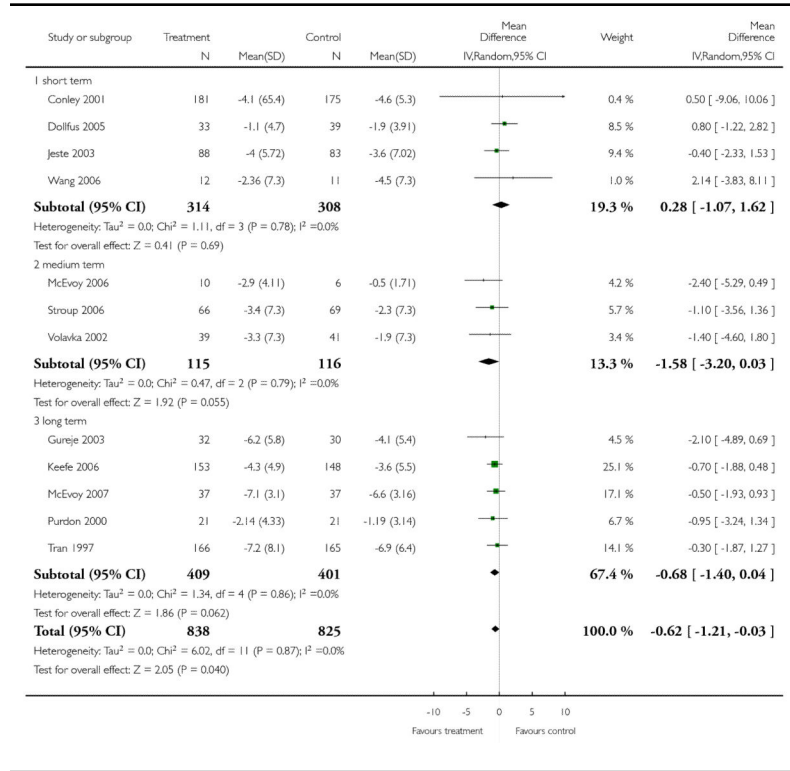 Study or subgroup Treatment Control Mean Difference Weight Mean Difference
N Mean(SD) N Mean(SD) IV,Random,95% CI IV,Random,95% CI
1 short term
Conley 2001 181 -4.1 (65.4) 175 -4.6 (5.3) 0.4 % 0.50 [ -9.06, 10.06 ]
Dollfus 2005 33 -1.1 (4.7) 39 -1.9 (3.91) 8.5 % 0.80 [ -1.22, 2.82 ]
Jeste 2003 88 -4 (5.72) 83 -3.6 (7.02) 9.4 % -0.40 [ -2.33, 1.53 ]
Wang 2006 12 -2.36 (7.3) 11 -4.5 (7.3) 1.0 % 2.14 [ -3.83, 8.11 ]
Subtotal (95% CI) 314 308 19.3 % 0.28 [ -1.07, 1.62 ]
Heterogeneity: Tau² = 0.0; Chi² = 1.11, df = 3 (P = 0.78); I² =0.0%
Test for overall effect: Z = 0.41 (P = 0.69)
2 medium term
McEvoy 2006 10 -2.9 (4.11) 6 -0.5 (1.71) 4.2 % -2.40 [ -5.29, 0.49 ]
Stroup 2006 66 -3.4 (7.3) 69 -2.3 (7.3) 5.7 % -1.10 [ -3.56, 1.36 ]
Volavka 2002 39 -3.3 (7.3) 41 -1.9 (7.3) 3.4 % -1.40 [ -4.60, 1.80 ]
Subtotal (95% CI) 115 116 13.3 % -1.58 [ -3.20, 0.03 ]
Heterogeneity: Tau² = 0.0; Chi² = 0.47, df = 2 (P = 0.79); I² =0.0%
Test for overall effect: Z = 1.92 (P = 0.055)
3 long term
Gureje 2003 32 -6.2 (5.8) 30 -4.1 (5.4) 4.5 % -2.10 [ -4.89, 0.69 ]
Keefe 2006 153 -4.3 (4.9) 148 -3.6 (5.5) 25.1 % -0.70 [ -1.88, 0.48 ]
McEvoy 2007 37 -7.1 (3.1) 37 -6.6 (3.16) 17.1 % -0.50 [ -1.93, 0.93 ]
Purdon 2000 21 -2.14 (4.33) 21 -1.19 (3.14) 6.7 % -0.95 [ -3.24, 1.34 ]
Tran 1997 166 -7.2 (8.1) 165 -6.9 (6.4) 14.1 % -0.30 [ -1.87, 1.27 ]
Subtotal (95% CI) 409 401 67.4 % -0.68 [ -1.40, 0.04 ]
Heterogeneity: Tau² = 0.0; Chi² = 1.34, df = 4 (P = 0.86); I² =0.0%
Test for overall effect: Z = 1.86 (P = 0.062)
Total (95% CI) 838 825 100.0 % -0.62 [ -1.21, -0.03 ]
Heterogeneity: Tau² = 0.0; Chi² = 6.02, df = 11 (P = 0.87); I² =0.0%
Test for overall effect: Z = 2.05 (P = 0.040)
-10 -5 0 5 10
Favours treatment Favours control